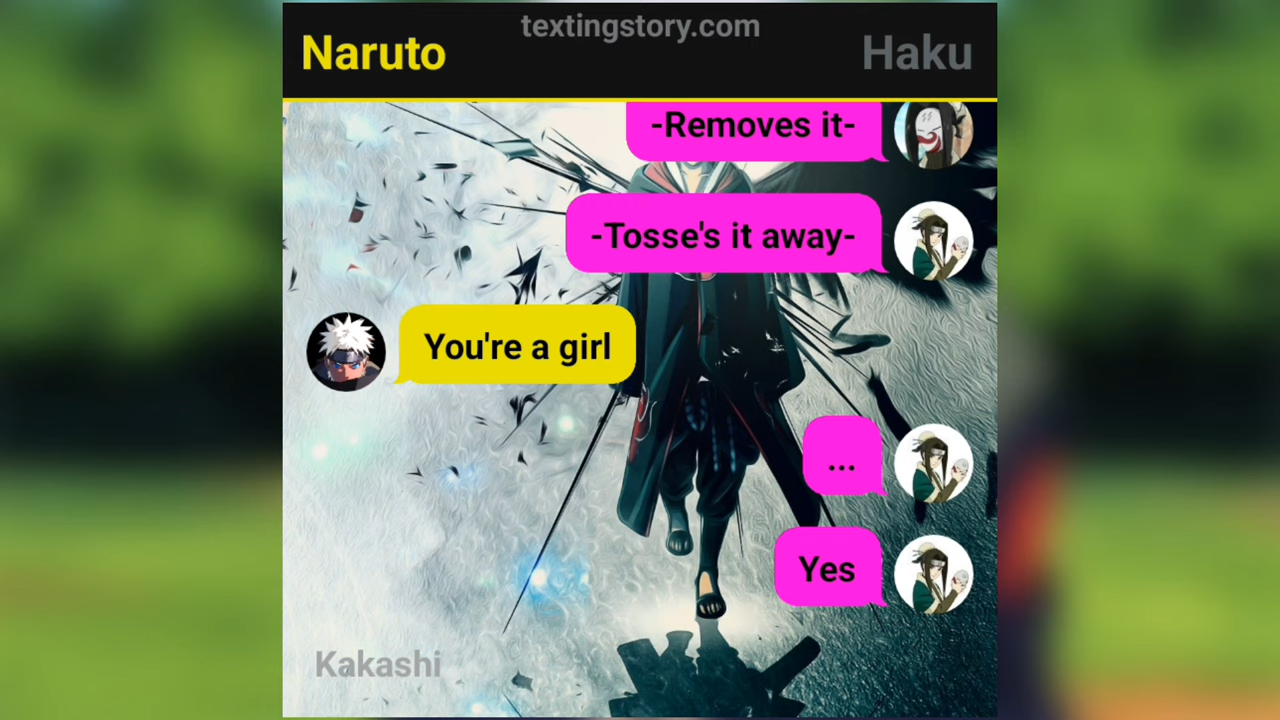 textingstory.com
Naruto
Haku
-Removes it-
-Tosse's it away-
You're a girl
...
Yes
Kakashi